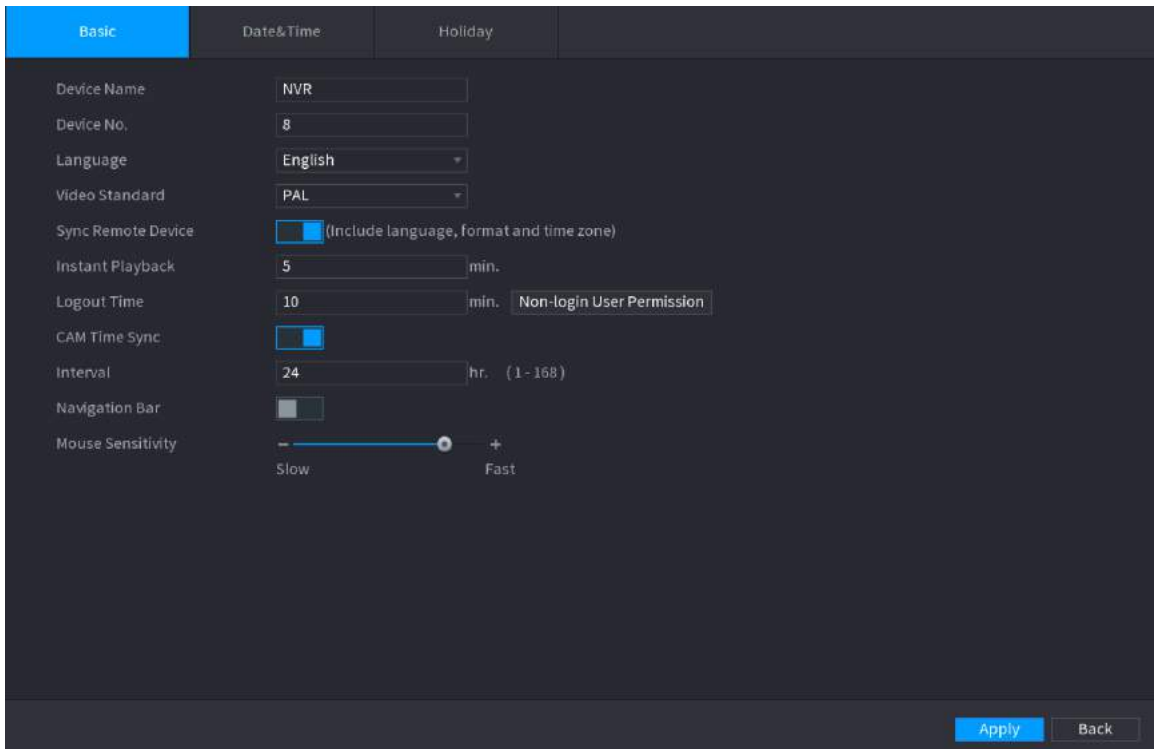 Basic Date&Time Holiday
Device Name NVR
Device No. 8
Language English
Video Standard PAL
Sync Remote Device (Include language, format and time zone)
Instant Playback 5 min.
Logout Time 10 min. Non-login User Permission
CAM Time Sync
Interval 24 hr. (1-168)
Navigation Bar
Mouse Sensitivity - +
Slow Fast
Apply Back